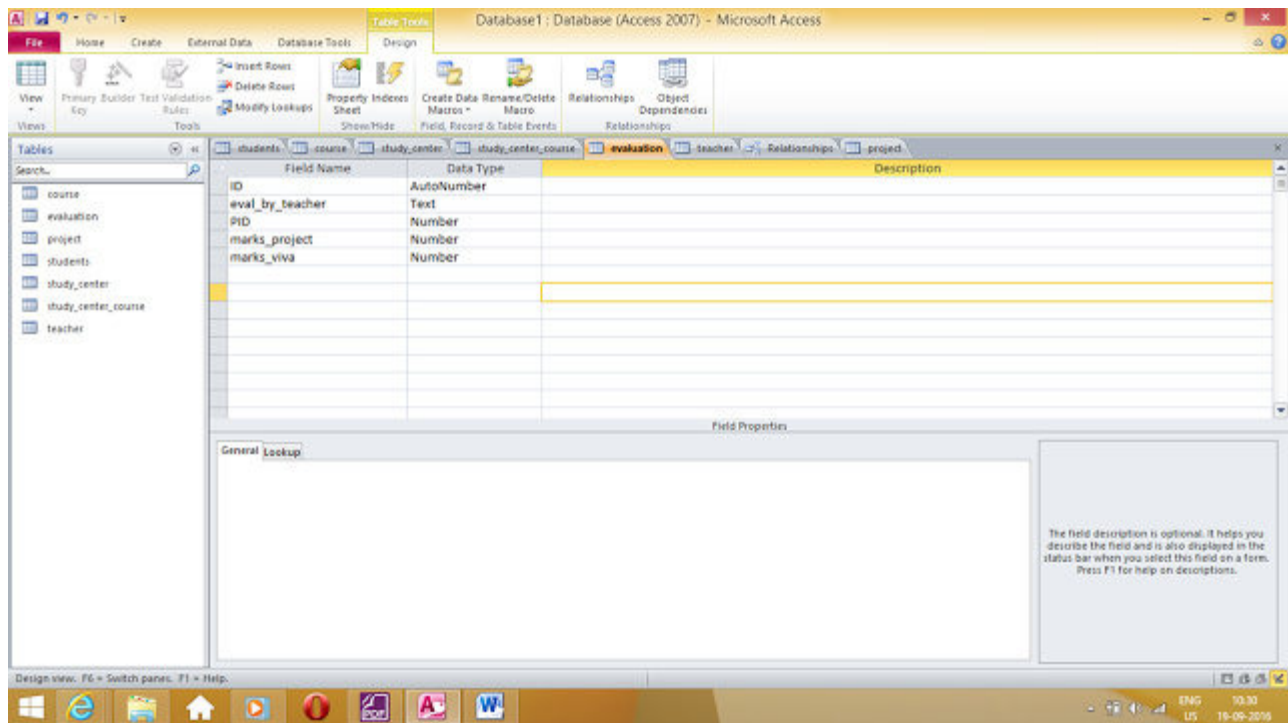 Table Tools
Database1 : Database (Access 2007) - Microsoft Access
File Home Create External Data Database Tools Design
View
Primary Key
Builder
Test Validation Rules
Insert Rows
Delete Rows
Modify Lookups
Property Sheet
Indexes
Create Data Macros
Rename/Delete Macro
Relationships
Object Dependencies
Views Tools Show/Hide Field, Record & Table Events Relationships
Tables
Search...
course
evaluation
project
students
study_center
study_center_course
teacher
students course study_center study_center_course evaluation teacher Relationships project
Field Name Data Type Description
ID AutoNumber
eval_by_teacher Text
PID Number
marks_project Number
marks_viva Number
Field Properties
General Lookup
The field description is optional. It helps you
describe the field and is also displayed in the
status bar when you select this field on a form.
Press F1 for help on descriptions.
Design view. F6 = Switch panes. F1 = Help.
PDF
ENG 10:30
US 19-09-2016